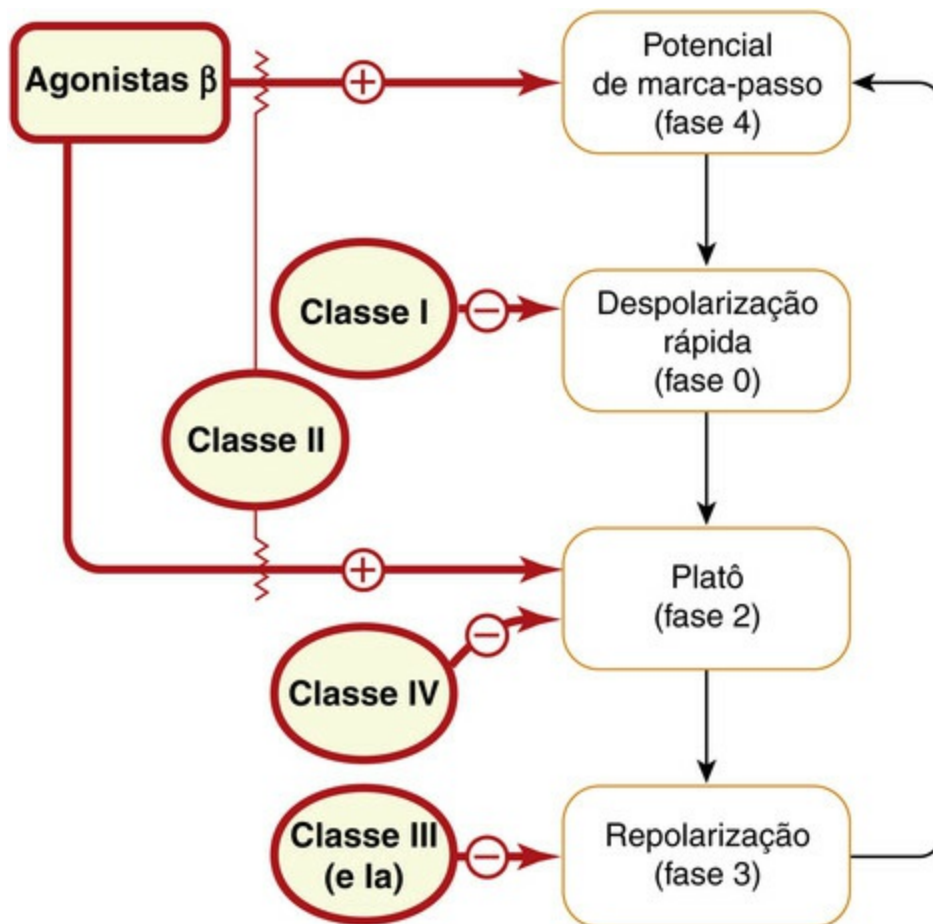 Agonistas β
+
Potencial
de marca-passo
(fase 4)
Classe I
−
Despolarização
rápida
(fase 0)
Classe II
+
Platô
(fase 2)
−
Classe IV
Classe III
(e Ia)
−
Repolarização
(fase 3)